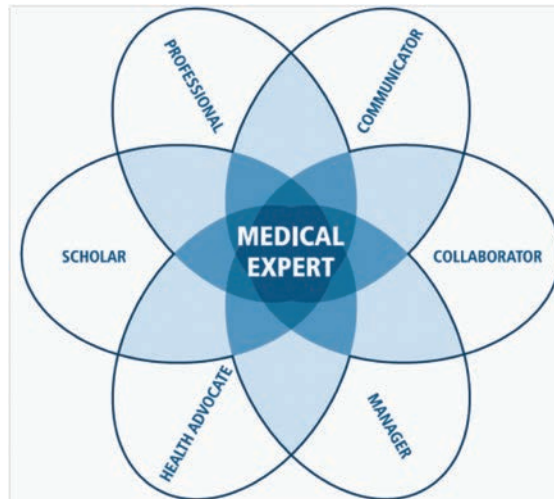 PROFESSIONAL
COMMUNICATOR
SCHOLAR
MEDICAL
EXPERT
COLLABORATOR
HEALTH ADVOCATE
MANAGER